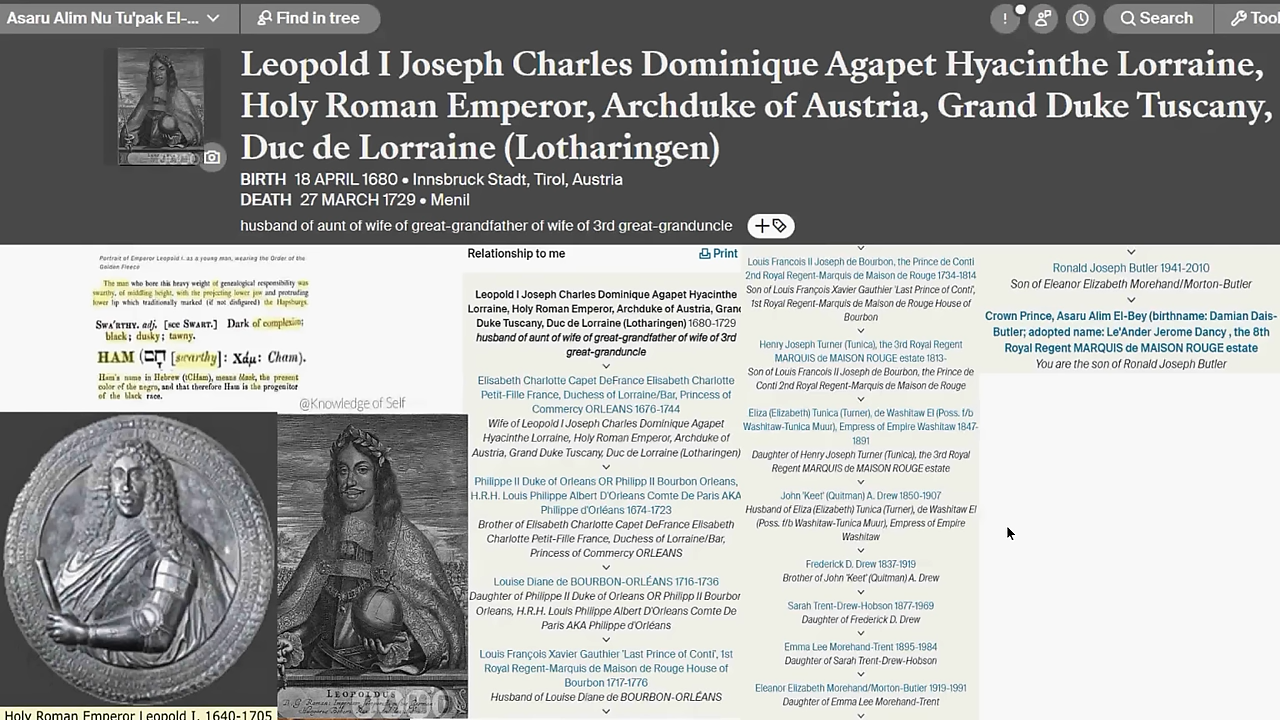 Asaru Alim Nu Tu'pak El-...
Find in tree
Search
Tool
Leopold I Joseph Charles Dominique Agapet Hyacinthe Lorraine,
Holy Roman Emperor, Archduke of Austria, Grand Duke Tuscany,
Duc de Lorraine (Lotharingen)
BIRTH 18 APRIL 1680 • Innsbruck Stadt, Tirol, Austria
DEATH 27 MARCH 1729 • Menil
husband of aunt of wife of great-grandfather of wife of 3rd great-granduncle
Portrait of Emperor Leopold I. as a young man, wearing the Order of the
Golden Fleece
The man who bore this heavy weight of genealogical responsibility was
swarthy, of middling height, with the projecting lower jaw and protruding
lower lip which traditionally marked (if not disfigured) the Hapsburgs.
SWA'RTHY. adj. [see SWART.] Dark of complexion;
black; dusky; tawny.
HAM (חָם [swarthy]: Χάμ: Cham).
Ham's name in Hebrew (tCHam), means black, the present
color of the negro, and that therefore Ham is the progenitor
of the black race.
@Knowledge of Self
LEOPOLDUS
Holy Roman Emperor Leopold I, 1640-1705
Relationship to me
Print
Leopold I Joseph Charles Dominique Agapet Hyacinthe
Lorraine, Holy Roman Emperor, Archduke of Austria, Grand
Duke Tuscany, Duc de Lorraine (Lotharingen) 1680-1729
husband of aunt of wife of great-grandfather of wife of 3rd
great-granduncle
Elisabeth Charlotte Capet DeFrance Elisabeth Charlotte
Petit-Fille France, Duchess of Lorraine/Bar, Princess of
Commercy ORLEANS 1676-1744
Wife of Leopold I Joseph Charles Dominique Agapet
Hyacinthe Lorraine, Holy Roman Emperor, Archduke of
Austria, Grand Duke Tuscany, Duc de Lorraine (Lotharingen)
Philippe II Duke of Orleans OR Philipp II Bourbon Orleans,
H.R.H. Louis Philippe Albert D'Orleans Comte De Paris AKA
Philippe d'Orléans 1674-1723
Brother of Elisabeth Charlotte Capet DeFrance Elisabeth
Charlotte Petit-Fille France, Duchess of Lorraine/Bar,
Princess of Commercy ORLEANS
Louise Diane de BOURBON-ORLÉANS 1716-1736
Daughter of Philippe II Duke of Orleans OR Philipp II Bourbon
Orleans, H.R.H. Louis Philippe Albert D'Orleans Comte De
Paris AKA Philippe d'Orléans
Louis François Xavier Gauthier 'Last Prince of Conti', 1st
Royal Regent-Marquis de Maison de Rouge House of
Bourbon 1717-1776
Husband of Louise Diane de BOURBON-ORLÉANS
Louis Francois II Joseph de Bourbon, the Prince de Conti
2nd Royal Regent-Marquis de Maison de Rouge 1734-1814
Son of Louis François Xavier Gauthier 'Last Prince of Conti',
1st Royal Regent-Marquis de Maison de Rouge House of
Bourbon
Henry Joseph Turner (Tunica), the 3rd Royal Regent
MARQUIS de MAISON ROUGE estate 1813-
Son of Louis Francois II Joseph de Bourbon, the Prince de
Conti 2nd Royal Regent-Marquis de Maison de Rouge
Eliza (Elizabeth) Tunica (Turner), de Washitaw El (Poss. f/b
Washitaw-Tunica Muur), Empress of Empire Washitaw 1847-
1891
Daughter of Henry Joseph Turner (Tunica), the 3rd Royal
Regent MARQUIS de MAISON ROUGE estate
John 'Keet' (Quitman) A. Drew 1850-1907
Husband of Eliza (Elizabeth) Tunica (Turner), de Washitaw El
(Poss. f/b Washitaw-Tunica Muur), Empress of Empire
Washitaw
Frederick D. Drew 1837-1919
Brother of John 'Keet' (Quitman) A. Drew
Sarah Trent-Drew-Hobson 1877-1969
Daughter of Frederick D. Drew
Emma Lee Morehand-Trent 1895-1984
Daughter of Sarah Trent-Drew-Hobson
Eleanor Elizabeth Morehand/Morton-Butler 1919-1991
Daughter of Emma Lee Morehand-Trent
Ronald Joseph Butler 1941-2010
Son of Eleanor Elizabeth Morehand/Morton-Butler
Crown Prince, Asaru Alim El-Bey (birthname: Damian Dais-
Butler; adopted name: Le'Ander Jerome Dancy , the 8th
Royal Regent MARQUIS de MAISON ROUGE estate
You are the son of Ronald Joseph Butler